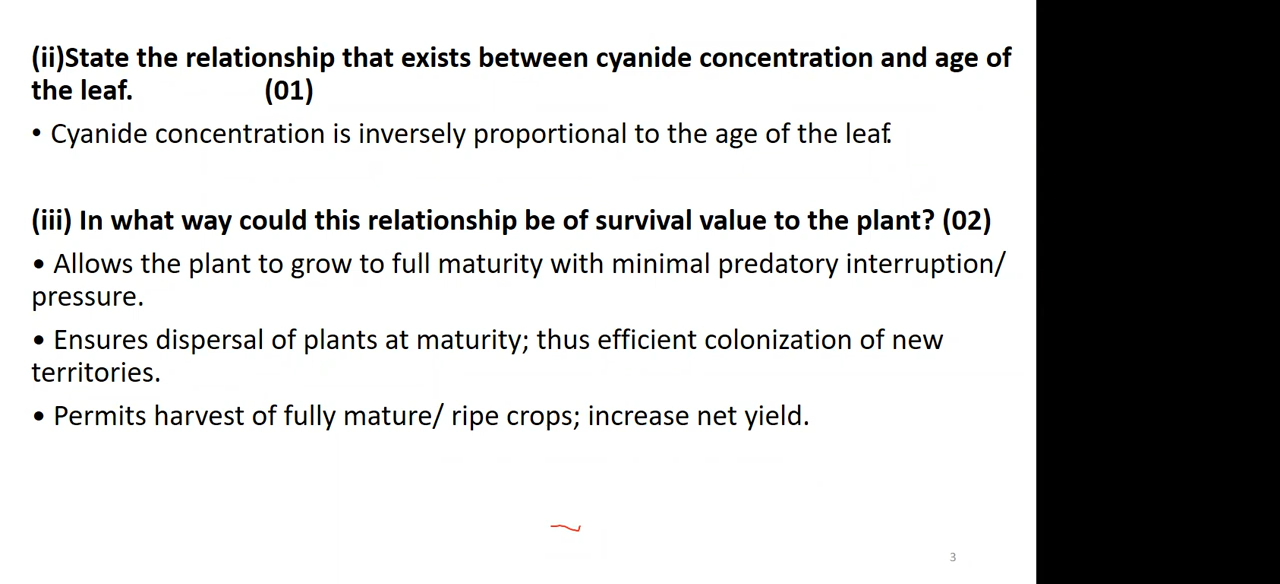 (ii)State the relationship that exists between cyanide concentration and age of
the leaf. (01)
• Cyanide concentration is inversely proportional to the age of the leaf.
(iii) In what way could this relationship be of survival value to the plant? (02)
• Allows the plant to grow to full maturity with minimal predatory interruption/
pressure.
• Ensures dispersal of plants at maturity; thus efficient colonization of new
territories.
• Permits harvest of fully mature/ ripe crops; increase net yield.
3